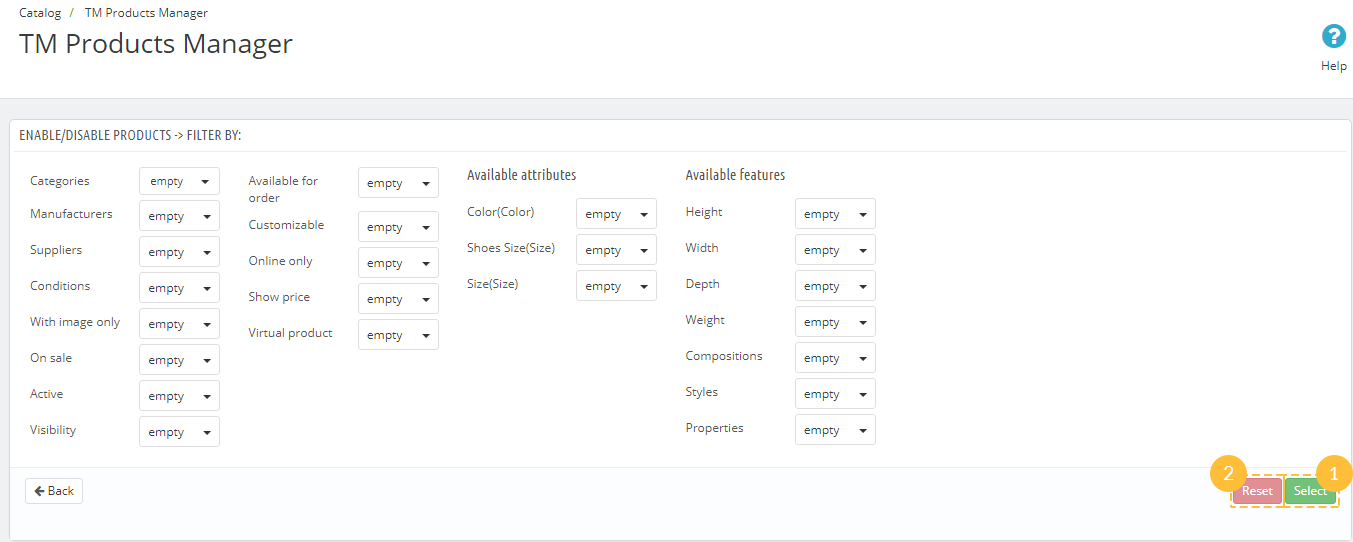 Catalog / TM Products Manager
TM Products Manager
Help
ENABLE/DISABLE PRODUCTS -> FILTER BY:
Categories empty
Manufacturers empty
Suppliers empty
Conditions empty
With image only empty
On sale empty
Active empty
Visibility empty
Available for
order empty
Customizable empty
Online only empty
Show price empty
Virtual product empty
Available attributes
Color(Color) empty
Shoes Size(Size) empty
Size(Size) empty
Available features
Height empty
Width empty
Depth empty
Weight empty
Compositions empty
Styles empty
Properties empty
Back
2 Reset
1 Select